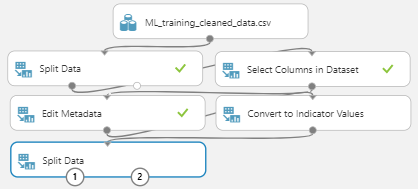 ML_training_cleaned_data.csv
Split Data
Select Columns in Dataset
Edit Metadata
Convert to Indicator Values
Split Data
1
2